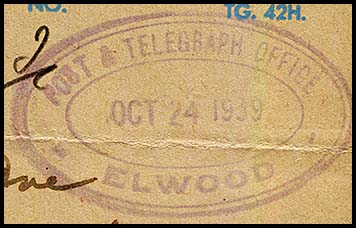 NO. TG. 42H.
POST & TELEGRAPH OFFICE
OCT 24 1939
ELWOOD